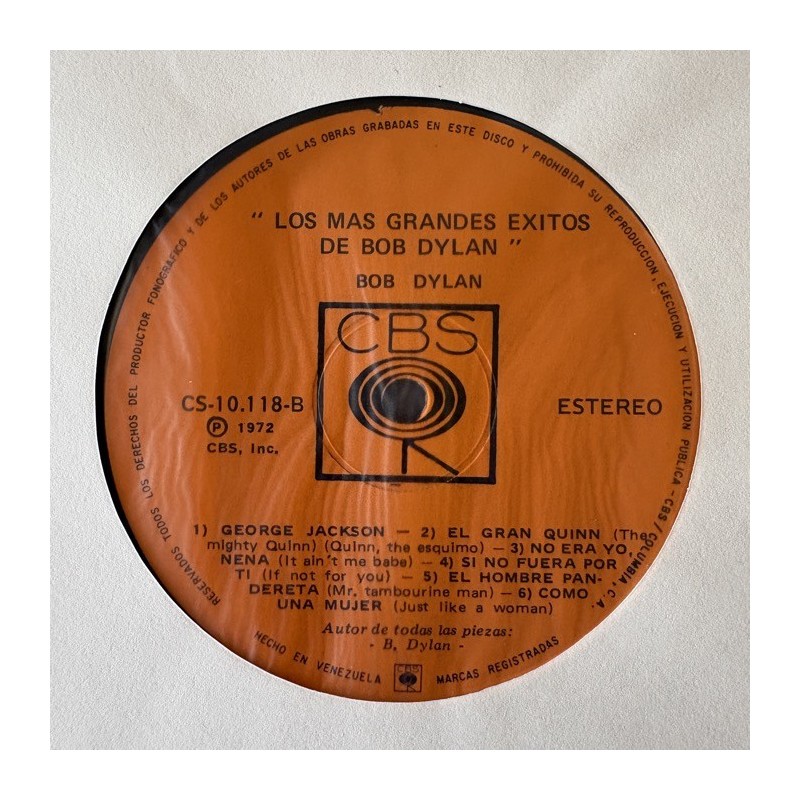 RESERVADOS TODOS LOS DERECHOS DEL PRODUCTOR FONOGRAFICO Y DE LOS AUTORES DE LAS OBRAS GRABADAS EN ESTE DISCO Y PROHIBIDA SU REPRODUCCION, EJECUCION Y UTILIZACION PUBLICA - CBS / COLUMBIA, C.A.
" LOS MAS GRANDES EXITOS
DE BOB DYLAN "
BOB DYLAN
CBS
CS-10.118-B
ESTEREO
Ⓟ 1972
CBS, Inc.
1) GEORGE JACKSON — 2) EL GRAN QUINN (The
mighty Quinn) (Quinn, the esquimo) — 3) NO ERA YO,
NENA (It ain't me babe) — 4) SI NO FUERA POR
TI (If not for you) — 5) EL HOMBRE PAN-
DERETA (Mr. tambourine man) — 6) COMO
UNA MUJER (Just like a woman)
Autor de todas las piezas:
- B. Dylan -
HECHO EN VENEZUELA
CBS
MARCAS REGISTRADAS